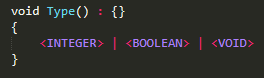 void Type() : {}
{
    <INTEGER> | <BOOLEAN> | <VOID>
}